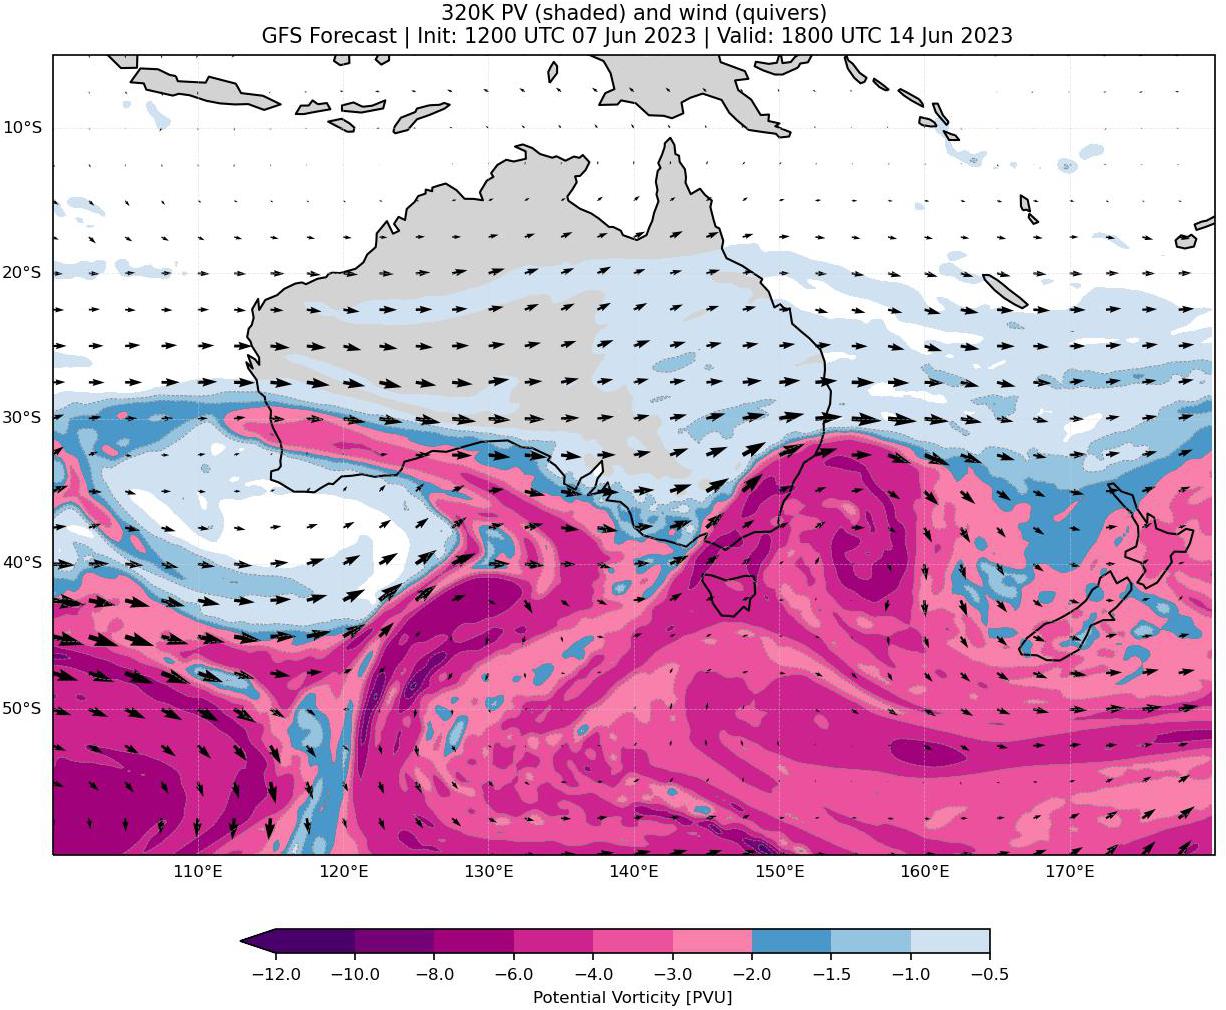 320K PV (shaded) and wind (quivers)
GFS Forecast | Init: 1200 UTC 07 Jun 2023 | Valid: 1800 UTC 14 Jun 2023
10°S
20°S
30°S
40°S
50°S
110°E 120°E 130°E 140°E 150°E 160°E 170°E
−12.0 −10.0 −8.0 −6.0 −4.0 −3.0 −2.0 −1.5 −1.0 −0.5
Potential Vorticity [PVU]